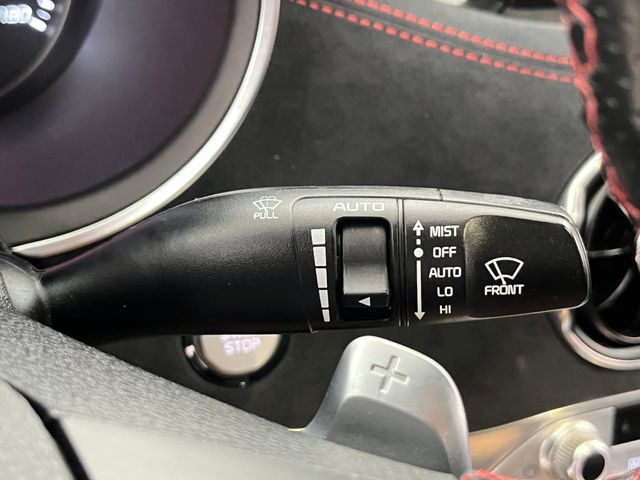 PULL
AUTO
MIST
OFF
AUTO
LO
HI
FRONT
STOP
+